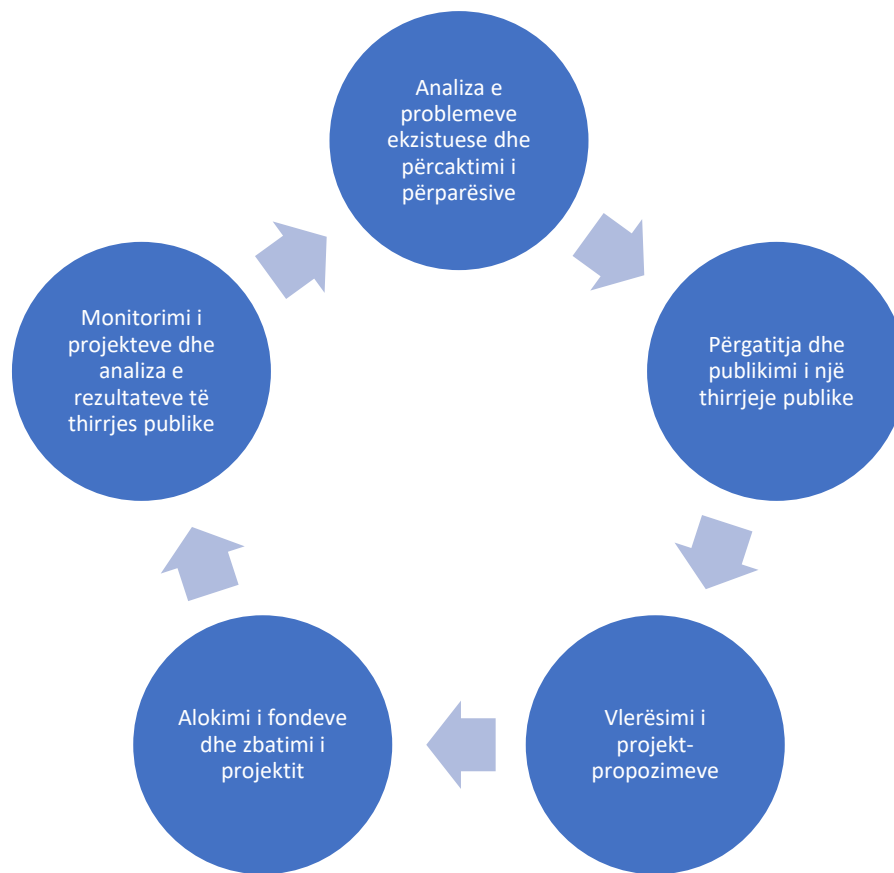 Analiza e
problemeve
ekzistuese dhe
përcaktimi i
përparësive
Përgatitja dhe
publikimi i një
thirrjeje publike
Vlerësimi i
projekt-
propozimeve
Alokimi i fondeve
dhe zbatimi i
projektit
Monitorimi i
projekteve dhe
analiza e
rezultateve të
thirrjes publike